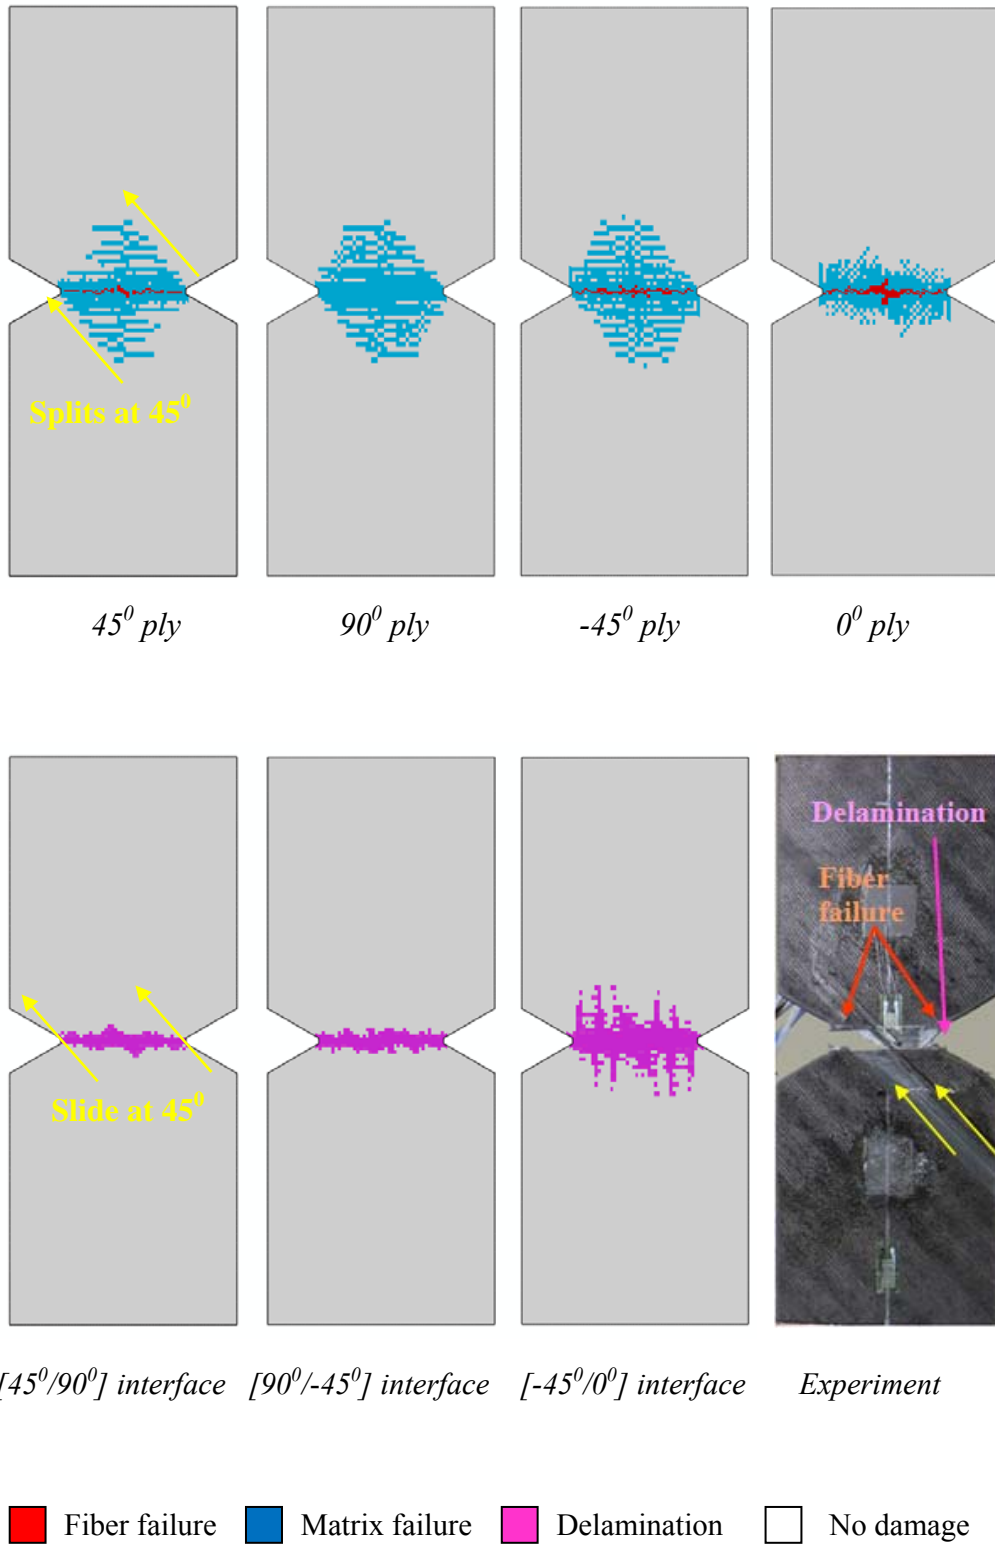 Splits at 45⁰
45⁰ ply
90⁰ ply
-45⁰ ply
0⁰ ply
Slide at 45⁰
Delamination
Fiber
failure
[45⁰/90⁰] interface
[90⁰/-45⁰] interface
[-45⁰/0⁰] interface
Experiment
Fiber failure
Matrix failure
Delamination
No damage